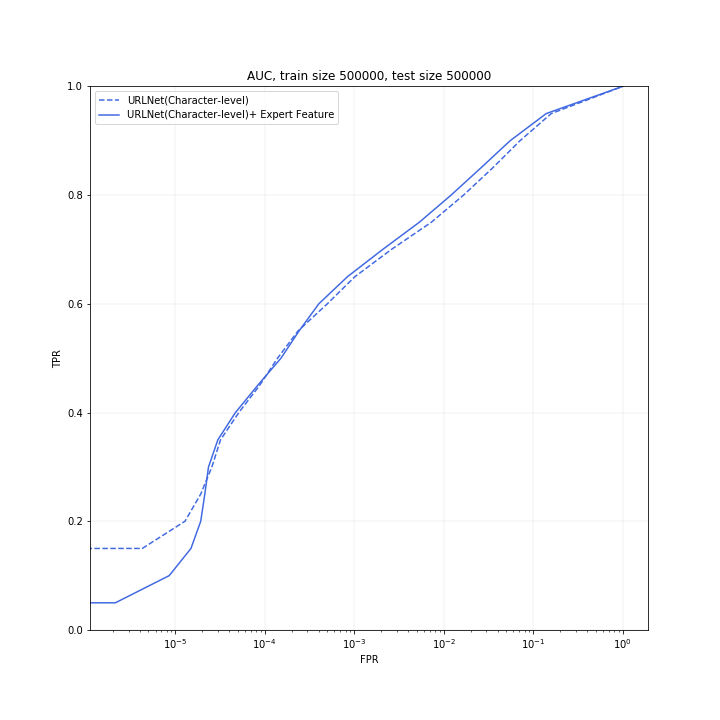 AUC, train size 500000, test size 500000
URLNet(Character-level)
URLNet(Character-level)+ Expert Feature
1.0
0.8
0.6
0.4
0.2
0.0
TPR
10⁻⁵ 10⁻⁴ 10⁻³ 10⁻² 10⁻¹ 10⁰
FPR